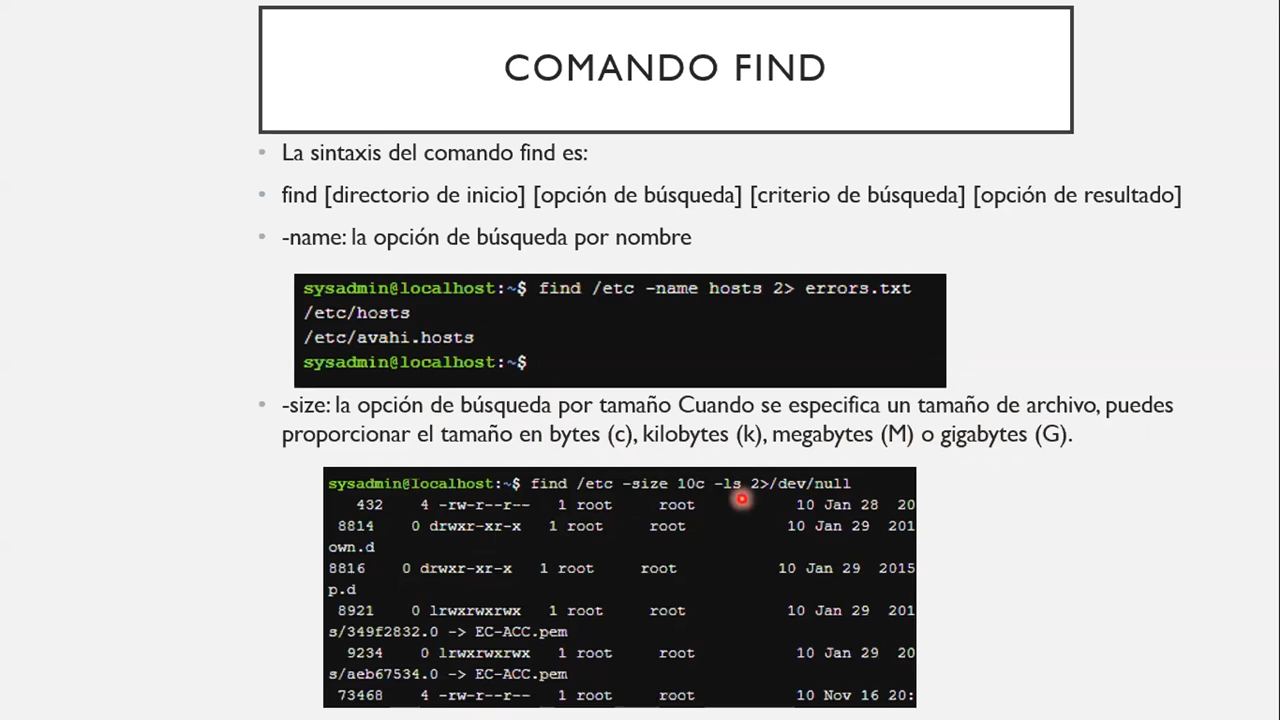 COMANDO FIND
• La sintaxis del comando find es:
• find [directorio de inicio] [opción de búsqueda] [criterio de búsqueda] [opción de resultado]
• -name: la opción de búsqueda por nombre
sysadmin@localhost:~$ find /etc -name hosts 2> errors.txt
/etc/hosts
/etc/avahi.hosts
sysadmin@localhost:~$
• -size: la opción de búsqueda por tamaño Cuando se especifica un tamaño de archivo, puedes
proporcionar el tamaño en bytes (c), kilobytes (k), megabytes (M) o gigabytes (G).
sysadmin@localhost:~$ find /etc -size 10c -ls 2>/dev/null
432 4 -rw-r--r-- 1 root root 10 Jan 28 20
8814 0 drwxr-xr-x 1 root root 10 Jan 29 201
own.d
8816 0 drwxr-xr-x 1 root root 10 Jan 29 2015
p.d
8921 0 lrwxrwxrwx 1 root root 10 Jan 29 201
s/349f2832.0 -> EC-ACC.pem
9234 0 lrwxrwxrwx 1 root root 10 Jan 29 20
s/aeb67534.0 -> EC-ACC.pem
73468 4 -rw-r--r-- 1 root root 10 Nov 16 20: